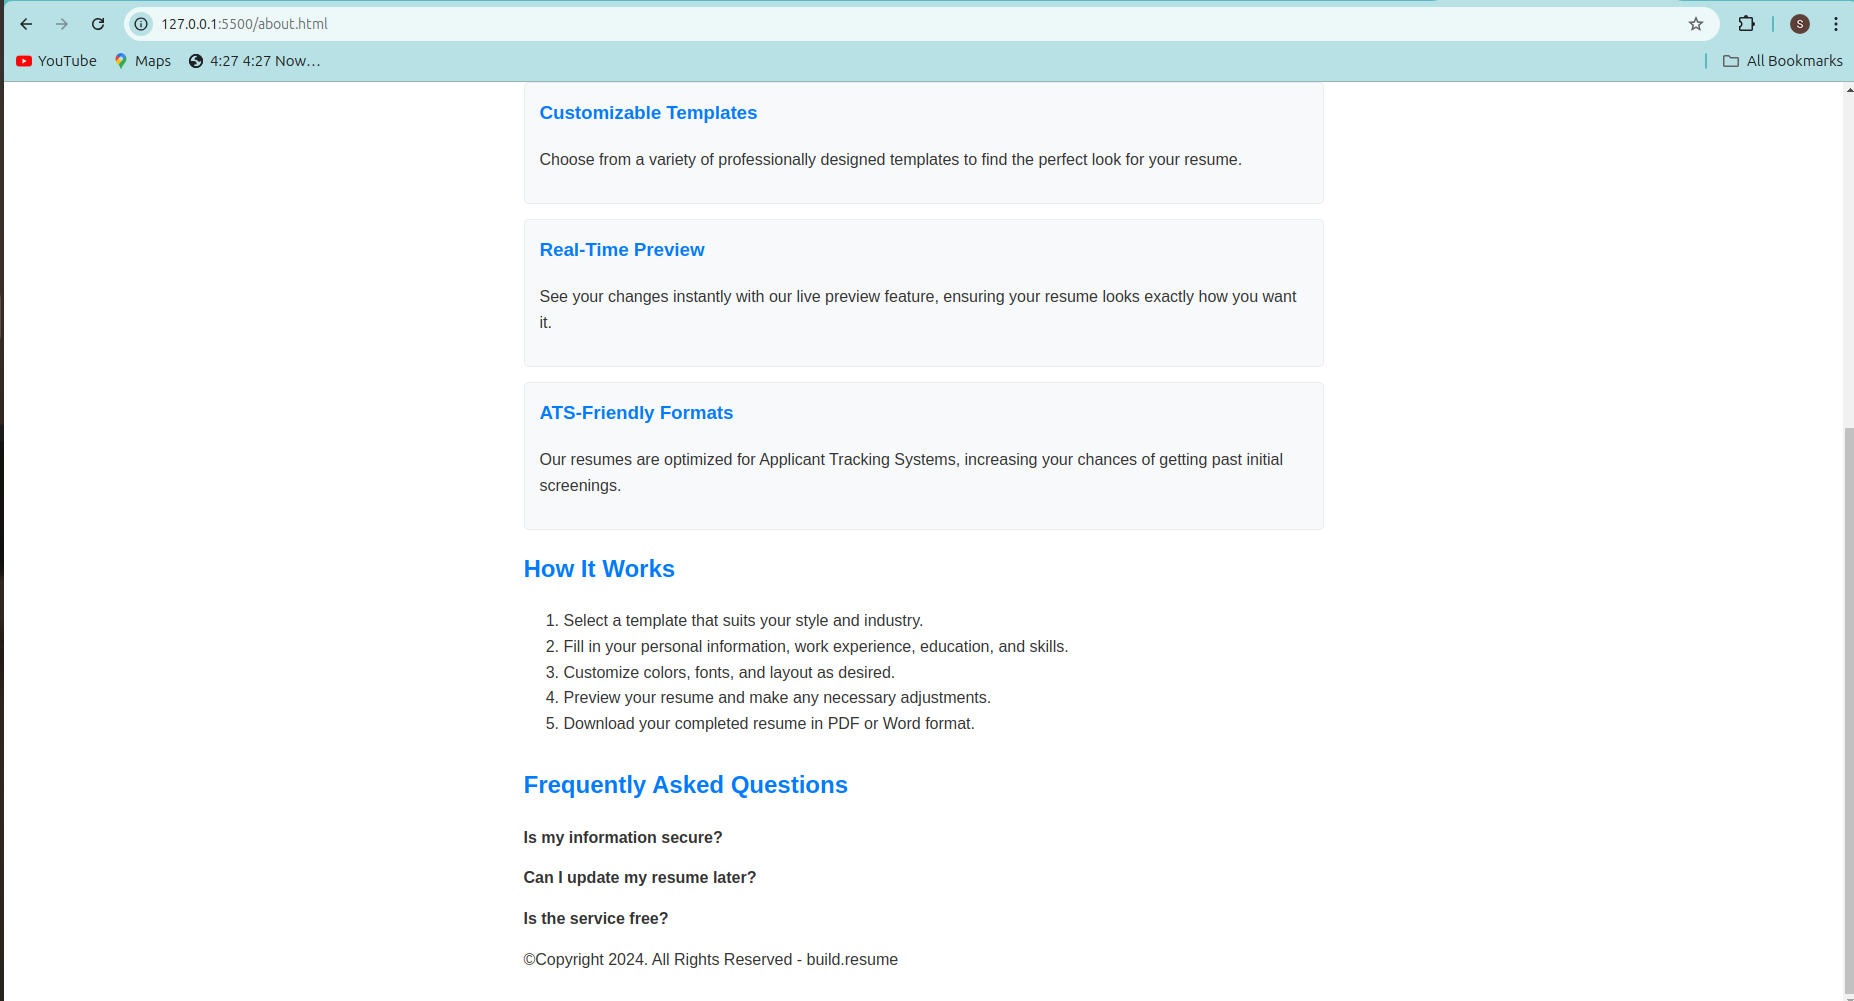 127.0.0.1:5500/about.html
S
YouTube
Maps
4:27 4:27 Now...
All Bookmarks
Customizable Templates
Choose from a variety of professionally designed templates to find the perfect look for your resume.
Real-Time Preview
See your changes instantly with our live preview feature, ensuring your resume looks exactly how you want
it.
ATS-Friendly Formats
Our resumes are optimized for Applicant Tracking Systems, increasing your chances of getting past initial
screenings.
How It Works
1. Select a template that suits your style and industry.
2. Fill in your personal information, work experience, education, and skills.
3. Customize colors, fonts, and layout as desired.
4. Preview your resume and make any necessary adjustments.
5. Download your completed resume in PDF or Word format.
Frequently Asked Questions
Is my information secure?
Can I update my resume later?
Is the service free?
©Copyright 2024. All Rights Reserved - build.resume